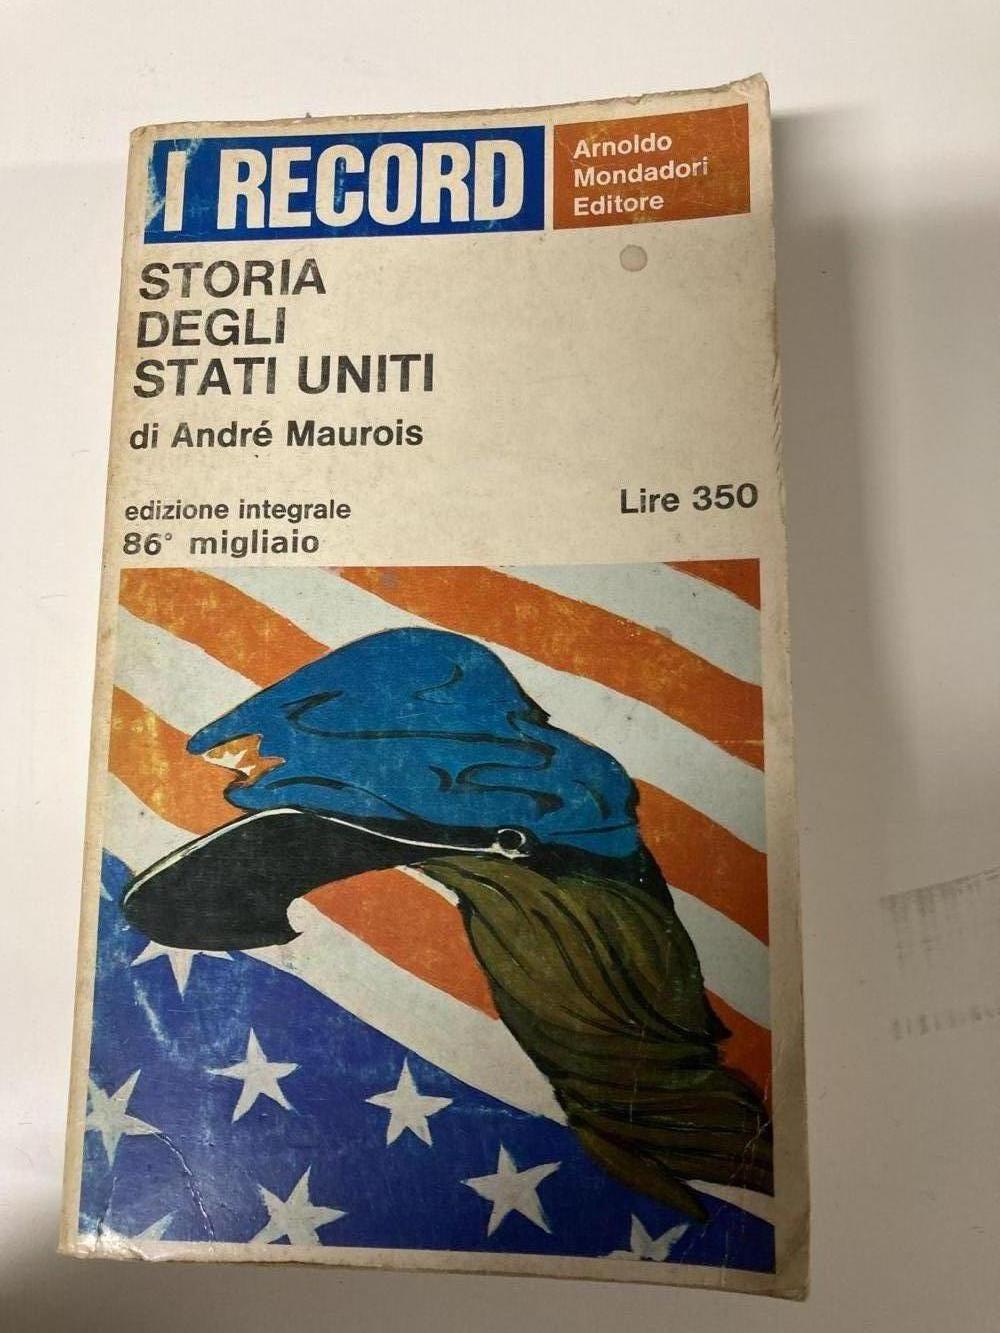 I RECORD
Arnoldo
Mondadori
Editore
STORIA
DEGLI
STATI UNITI
di André Maurois
edizione integrale
86° migliaio
Lire 350